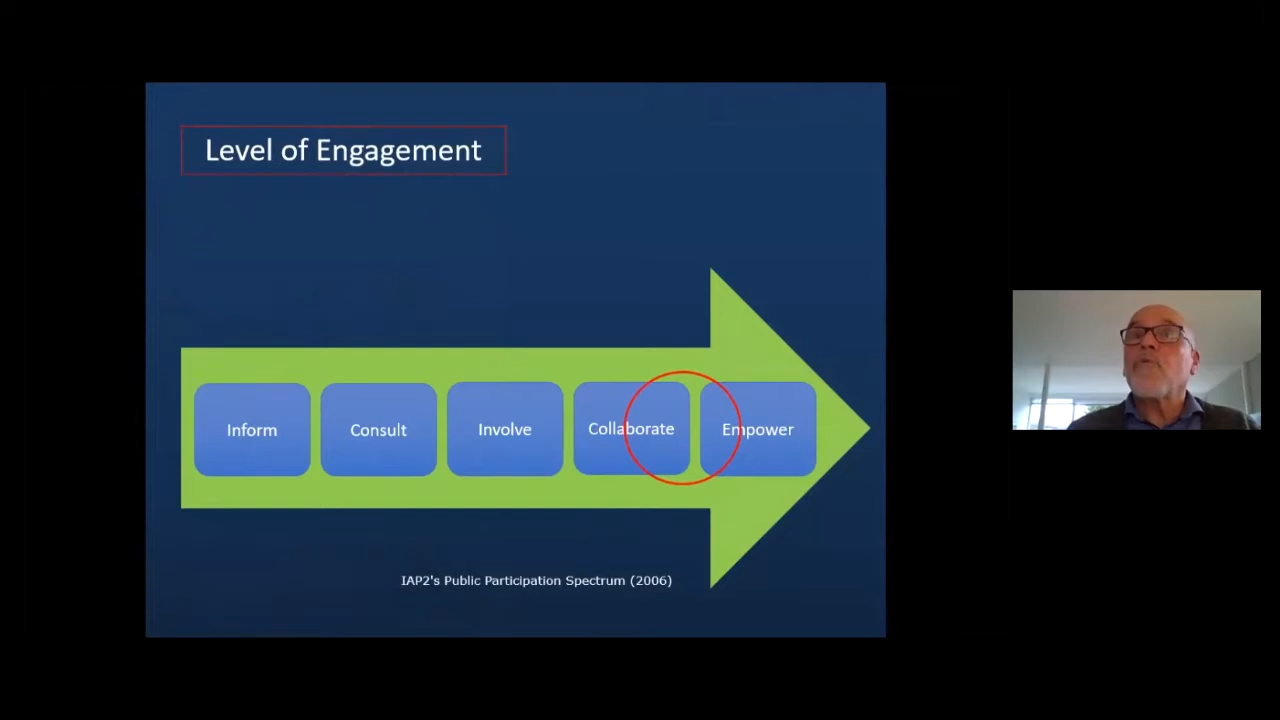 Level of Engagement
Inform
Consult
Involve
Collaborate
Empower
IAP2's Public Participation Spectrum (2006)